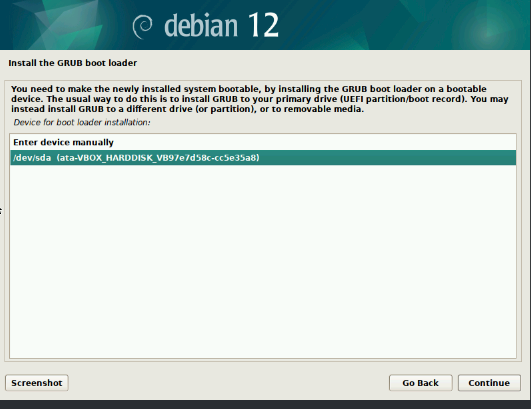 debian 12
Install the GRUB boot loader
You need to make the newly installed system bootable, by installing the GRUB boot loader on a bootable
device. The usual way to do this is to install GRUB to your primary drive (UEFI partition/boot record). You may
instead install GRUB to a different drive (or partition), or to removable media.
Device for boot loader installation:
Enter device manually
/dev/sda (ata-VBOX_HARDDISK_VB97e7d58c-cc5e35a8)
Screenshot Go Back Continue